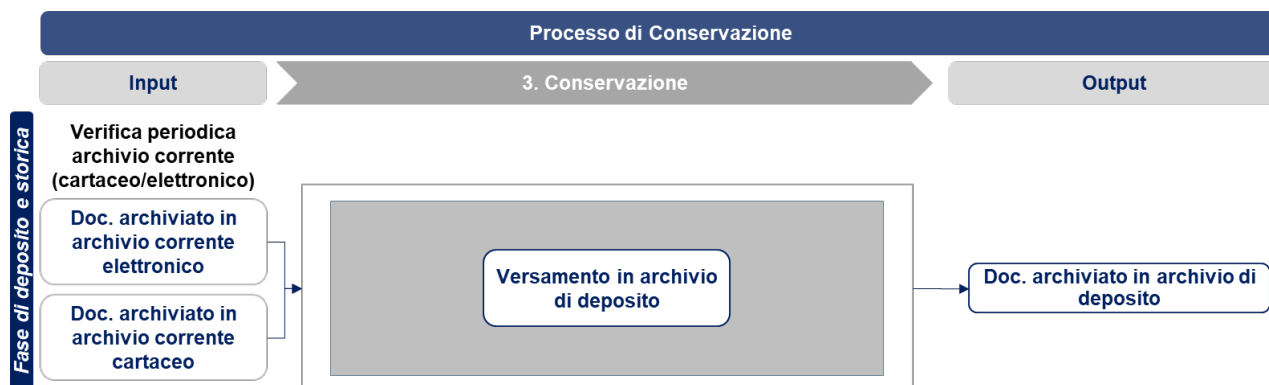 Processo di Conservazione
Input
3. Conservazione
Output
Fase di deposito e storica
Verifica periodica
archivio corrente
(cartaceo/elettronico)
Doc. archiviato in
archivio corrente
elettronico
Doc. archiviato in
archivio corrente
cartaceo
Versamento in archivio
di deposito
Doc. archiviato in archivio di
deposito